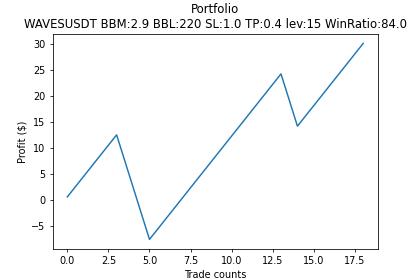 Portfolio
WAVESUSDT BBM:2.9 BBL:220 SL:1.0 TP:0.4 lev:15 WinRatio:84.0
30
25
20
15
10
5
0
−5
Profit ($)
0.0 2.5 5.0 7.5 10.0 12.5 15.0 17.5
Trade counts